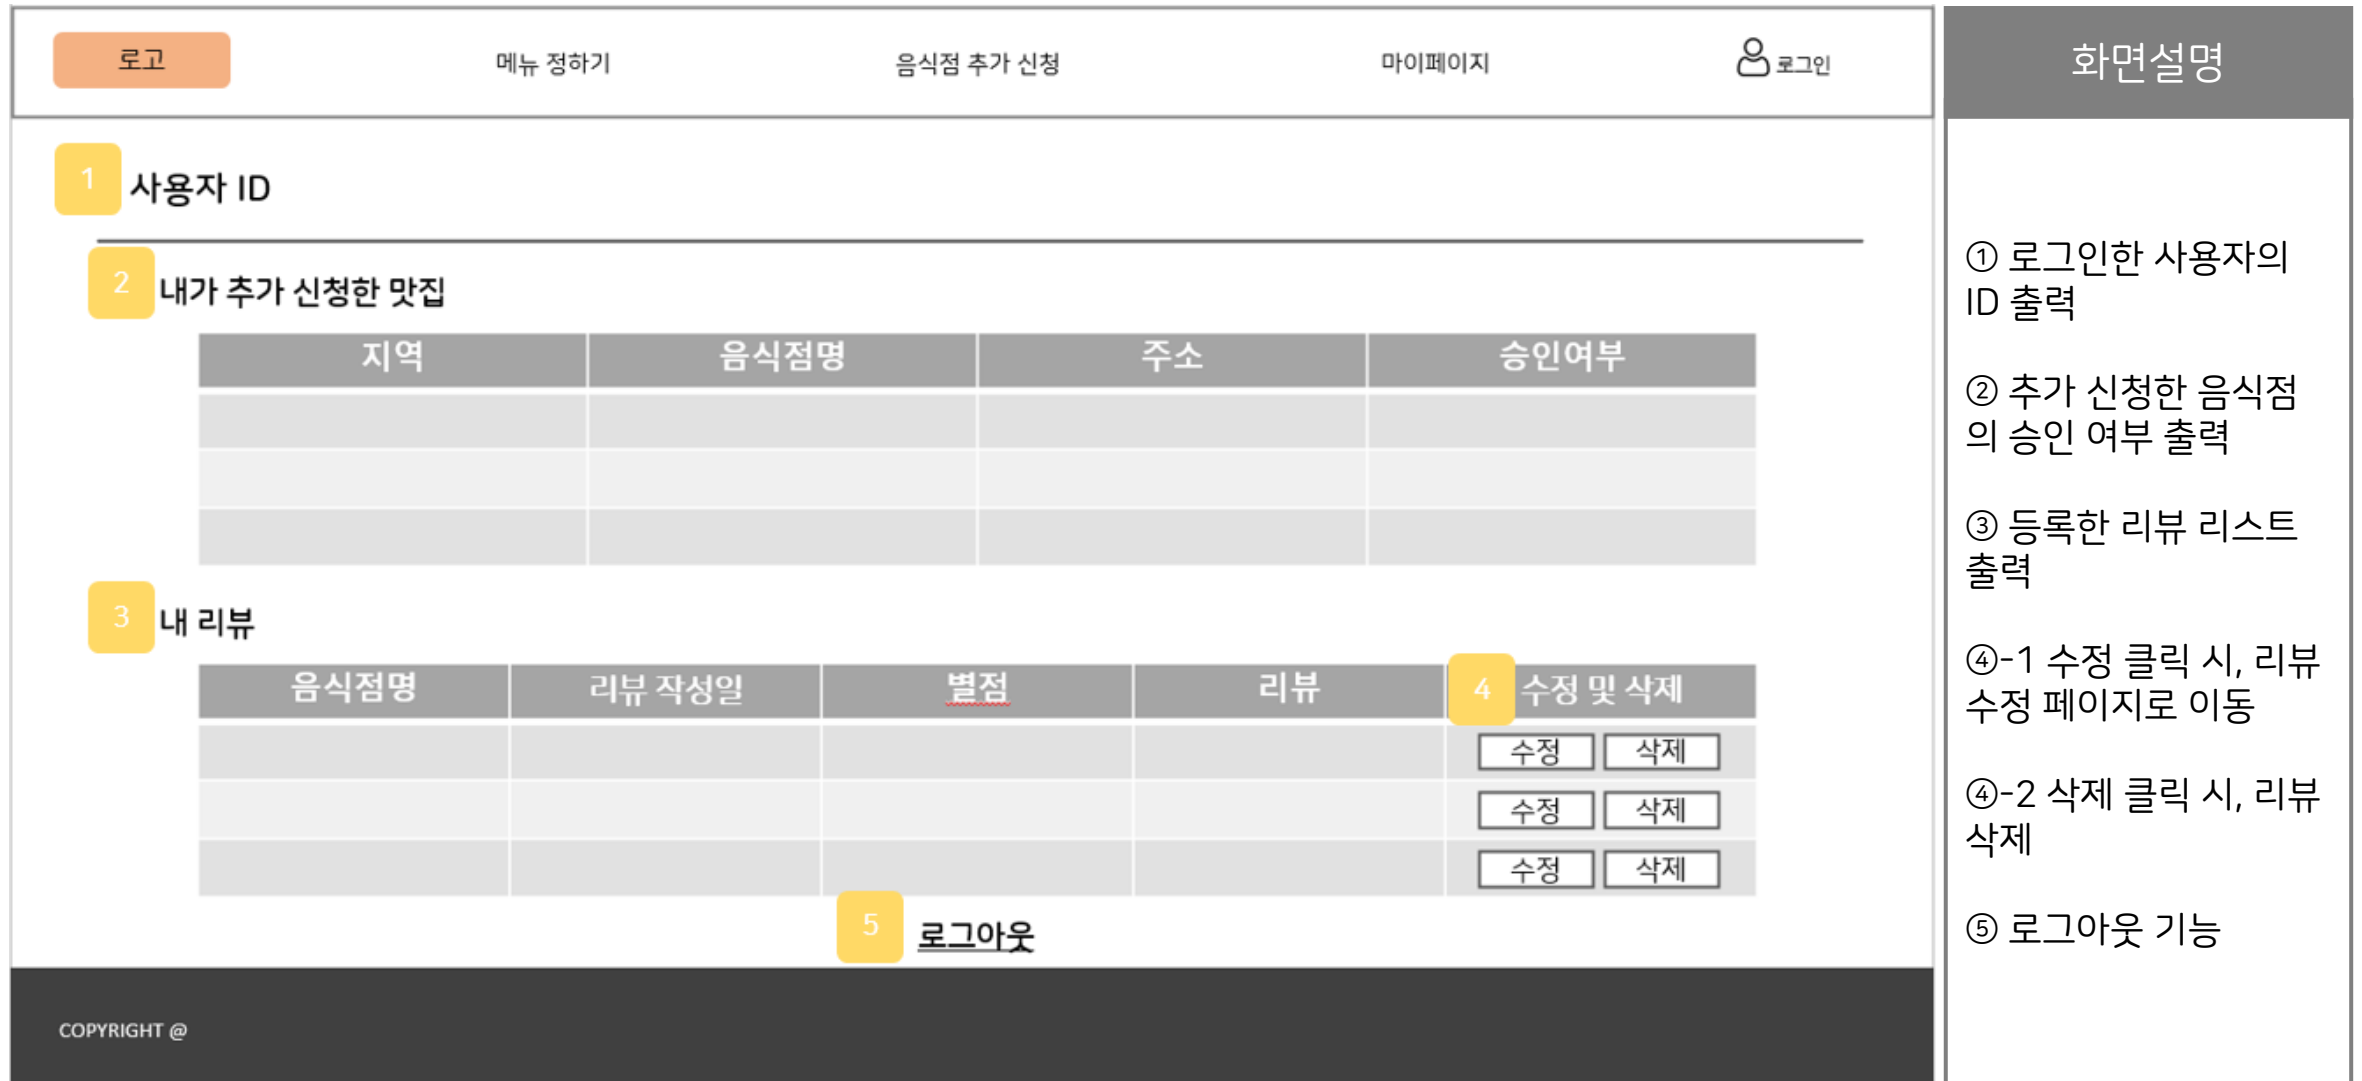 로고
메뉴 정하기
음식점 추가 신청
마이페이지
로그인
1
사용자 ID
2
내가 추가 신청한 맛집
지역 음식점명 주소 승인여부
3
내 리뷰
음식점명 리뷰 작성일 별점 리뷰 4 수정 및 삭제
수정 삭제
수정 삭제
수정 삭제
5
로그아웃
COPYRIGHT @
화면설명
① 로그인한 사용자의
ID 출력
② 추가 신청한 음식점
의 승인 여부 출력
③ 등록한 리뷰 리스트
출력
④-1 수정 클릭 시, 리뷰
수정 페이지로 이동
④-2 삭제 클릭 시, 리뷰
삭제
⑤ 로그아웃 기능